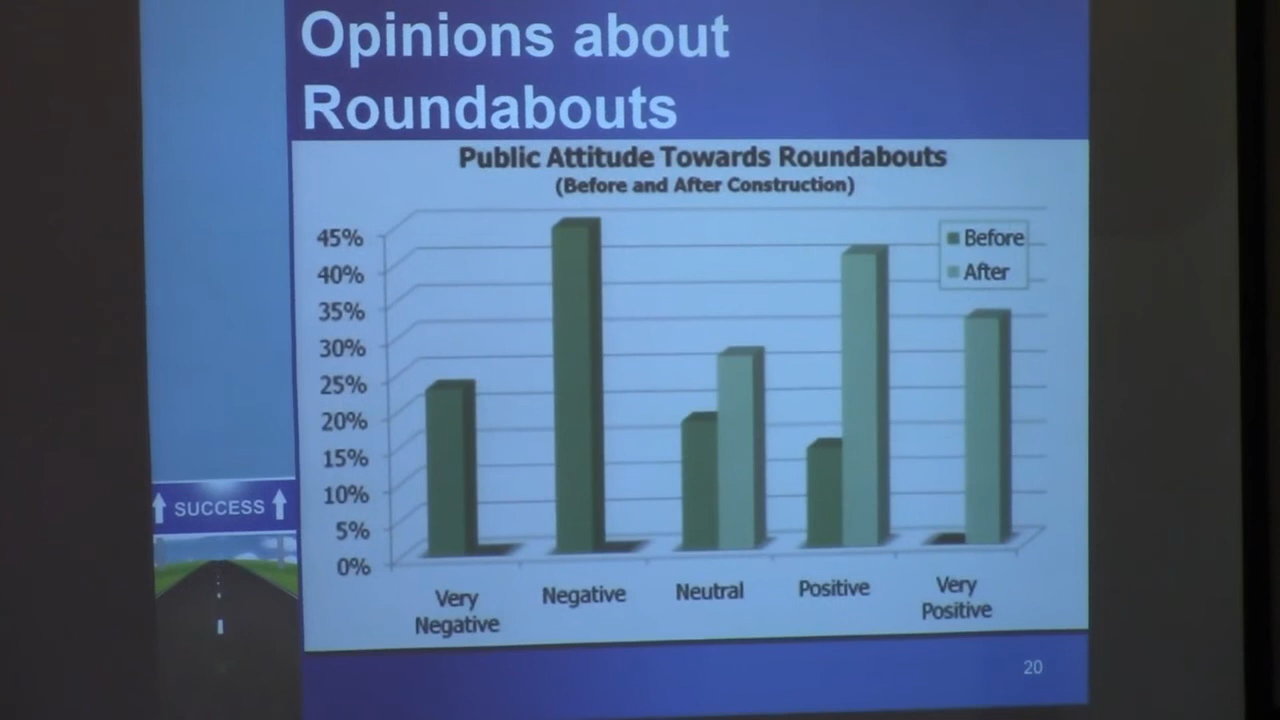 Opinions about
Roundabouts
Public Attitude Towards Roundabouts
(Before and After Construction)
45%
40%
35%
30%
25%
20%
15%
10%
5%
0%
Before
After
Very
Negative
Negative
Neutral
Positive
Very
Positive
SUCCESS
20